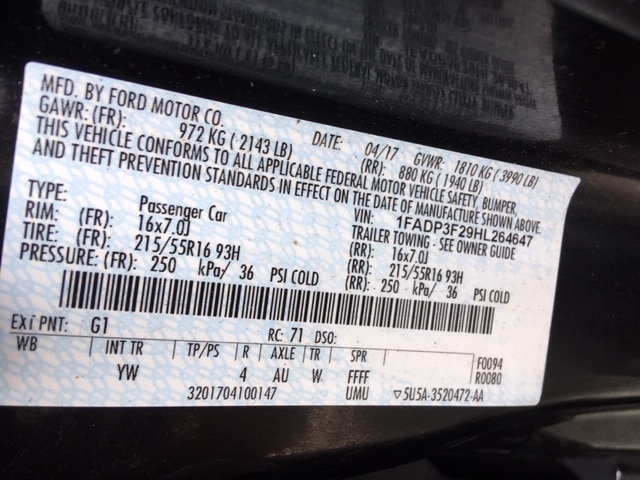 MFD. BY FORD MOTOR CO.
DATE: 04/17 GVWR: 1810 KG ( 3990 LB)
GAWR: (FR): 972 KG ( 2143 LB) (RR): 880 KG ( 1940 LB)
THIS VEHICLE CONFORMS TO ALL APPLICABLE FEDERAL MOTOR VEHICLE SAFETY, BUMPER,
AND THEFT PREVENTION STANDARDS IN EFFECT ON THE DATE OF MANUFACTURE SHOWN ABOVE.
VIN: 1FADP3F29HL264647
TYPE: Passenger Car TRAILER TOWING - SEE OWNER GUIDE
RIM: (FR): 16x7.0J (RR): 16x7.0J
TIRE: (FR): 215/55R16 93H (RR): 215/55R16 93H
PRESSURE: (FR): 250 kPa/ 36 PSI COLD (RR): 250 kPa/ 36 PSI COLD
Exi PNT: G1 RC: 71 DSO:
WB INT TR TP/PS R AXLE TR SPR F0094
YW 4 AU W FFFF R0080
3201704100147 UMU ▽5U5A-3520472-AA